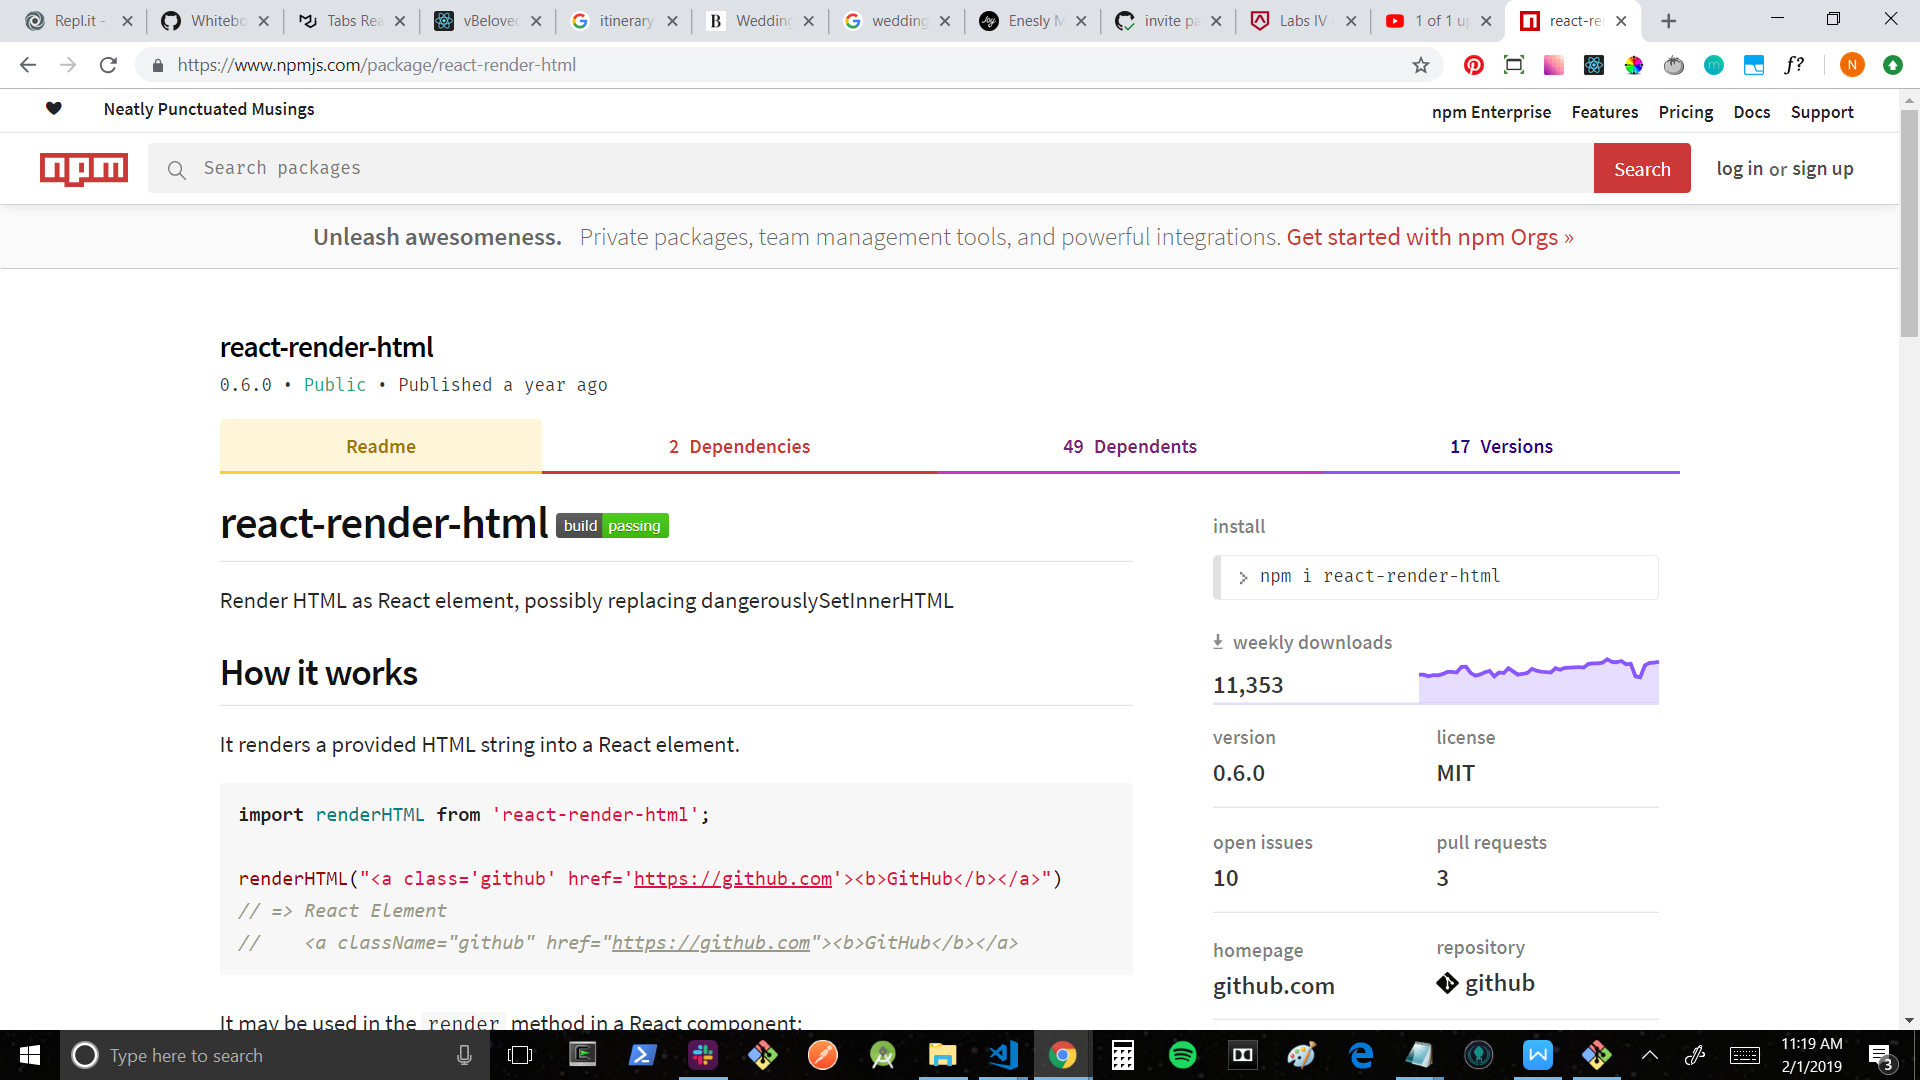 Repl.it -
Whitebo
Tabs Rea
vBeloved
itinerary
Wedding
wedding
Enesly M
invite pa
Labs IV -
1 of 1 up
react-ren
https://www.npmjs.com/package/react-render-html
f?
N
Neatly Punctuated Musings
npm Enterprise Features Pricing Docs Support
npm
Search packages
Search
log in or sign up
Unleash awesomeness. Private packages, team management tools, and powerful integrations. Get started with npm Orgs »
react-render-html
0.6.0 • Public • Published a year ago
Readme
2 Dependencies
49 Dependents
17 Versions
react-render-html build passing
Render HTML as React element, possibly replacing dangerouslySetInnerHTML
How it works
It renders a provided HTML string into a React element.
import renderHTML from 'react-render-html';
renderHTML("<a class='github' href='https://github.com'><b>GitHub</b></a>")
// => React Element
//    <a className="github" href="https://github.com"><b>GitHub</b></a>
It may be used in the render method in a React component:
install
> npm i react-render-html
weekly downloads
11,353
version
0.6.0
license
MIT
open issues
10
pull requests
3
homepage
github.com
repository
github
Type here to search
11:19 AM
2/1/2019
3